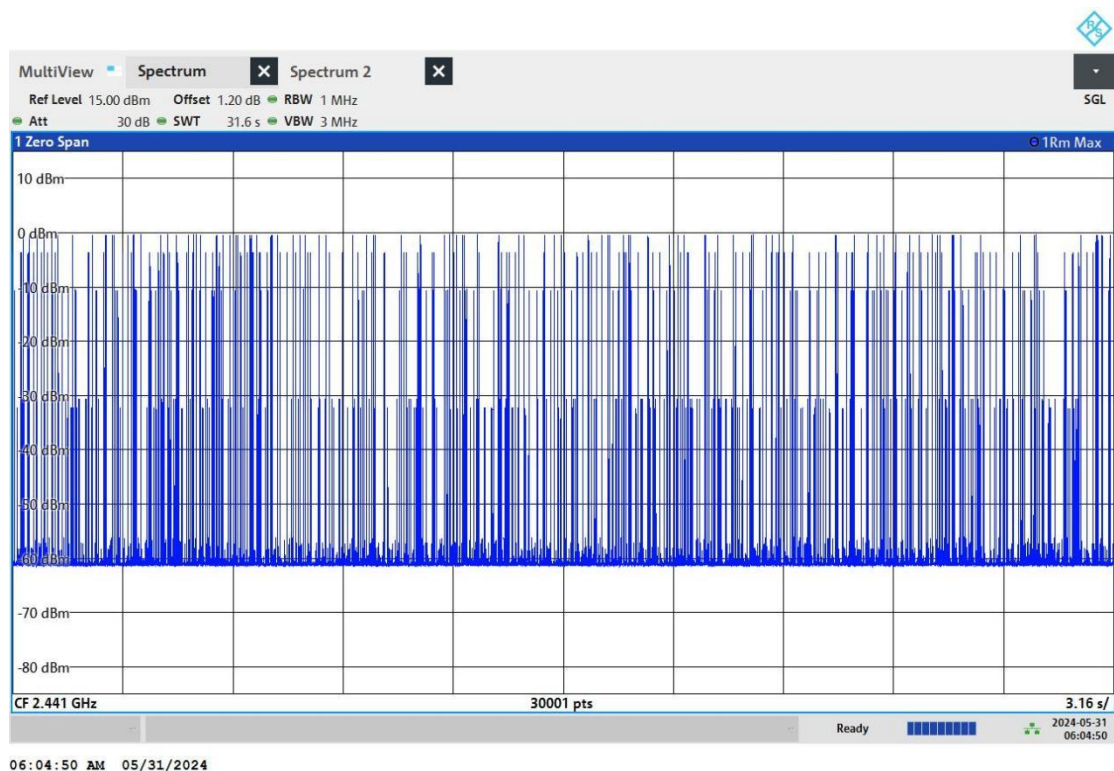 R&S
MultiView Spectrum Spectrum 2
Ref Level 15.00 dBm Offset 1.20 dB RBW 1 MHz SGL
Att 30 dB SWT 31.6 s VBW 3 MHz
1 Zero Span 1Rm Max
10 dBm
0 dBm
-10 dBm
-20 dBm
-30 dBm
-40 dBm
-50 dBm
-60 dBm
-70 dBm
-80 dBm
CF 2.441 GHz 30001 pts 3.16 s/
Ready 2024-05-31
06:04:50
06:04:50 AM 05/31/2024